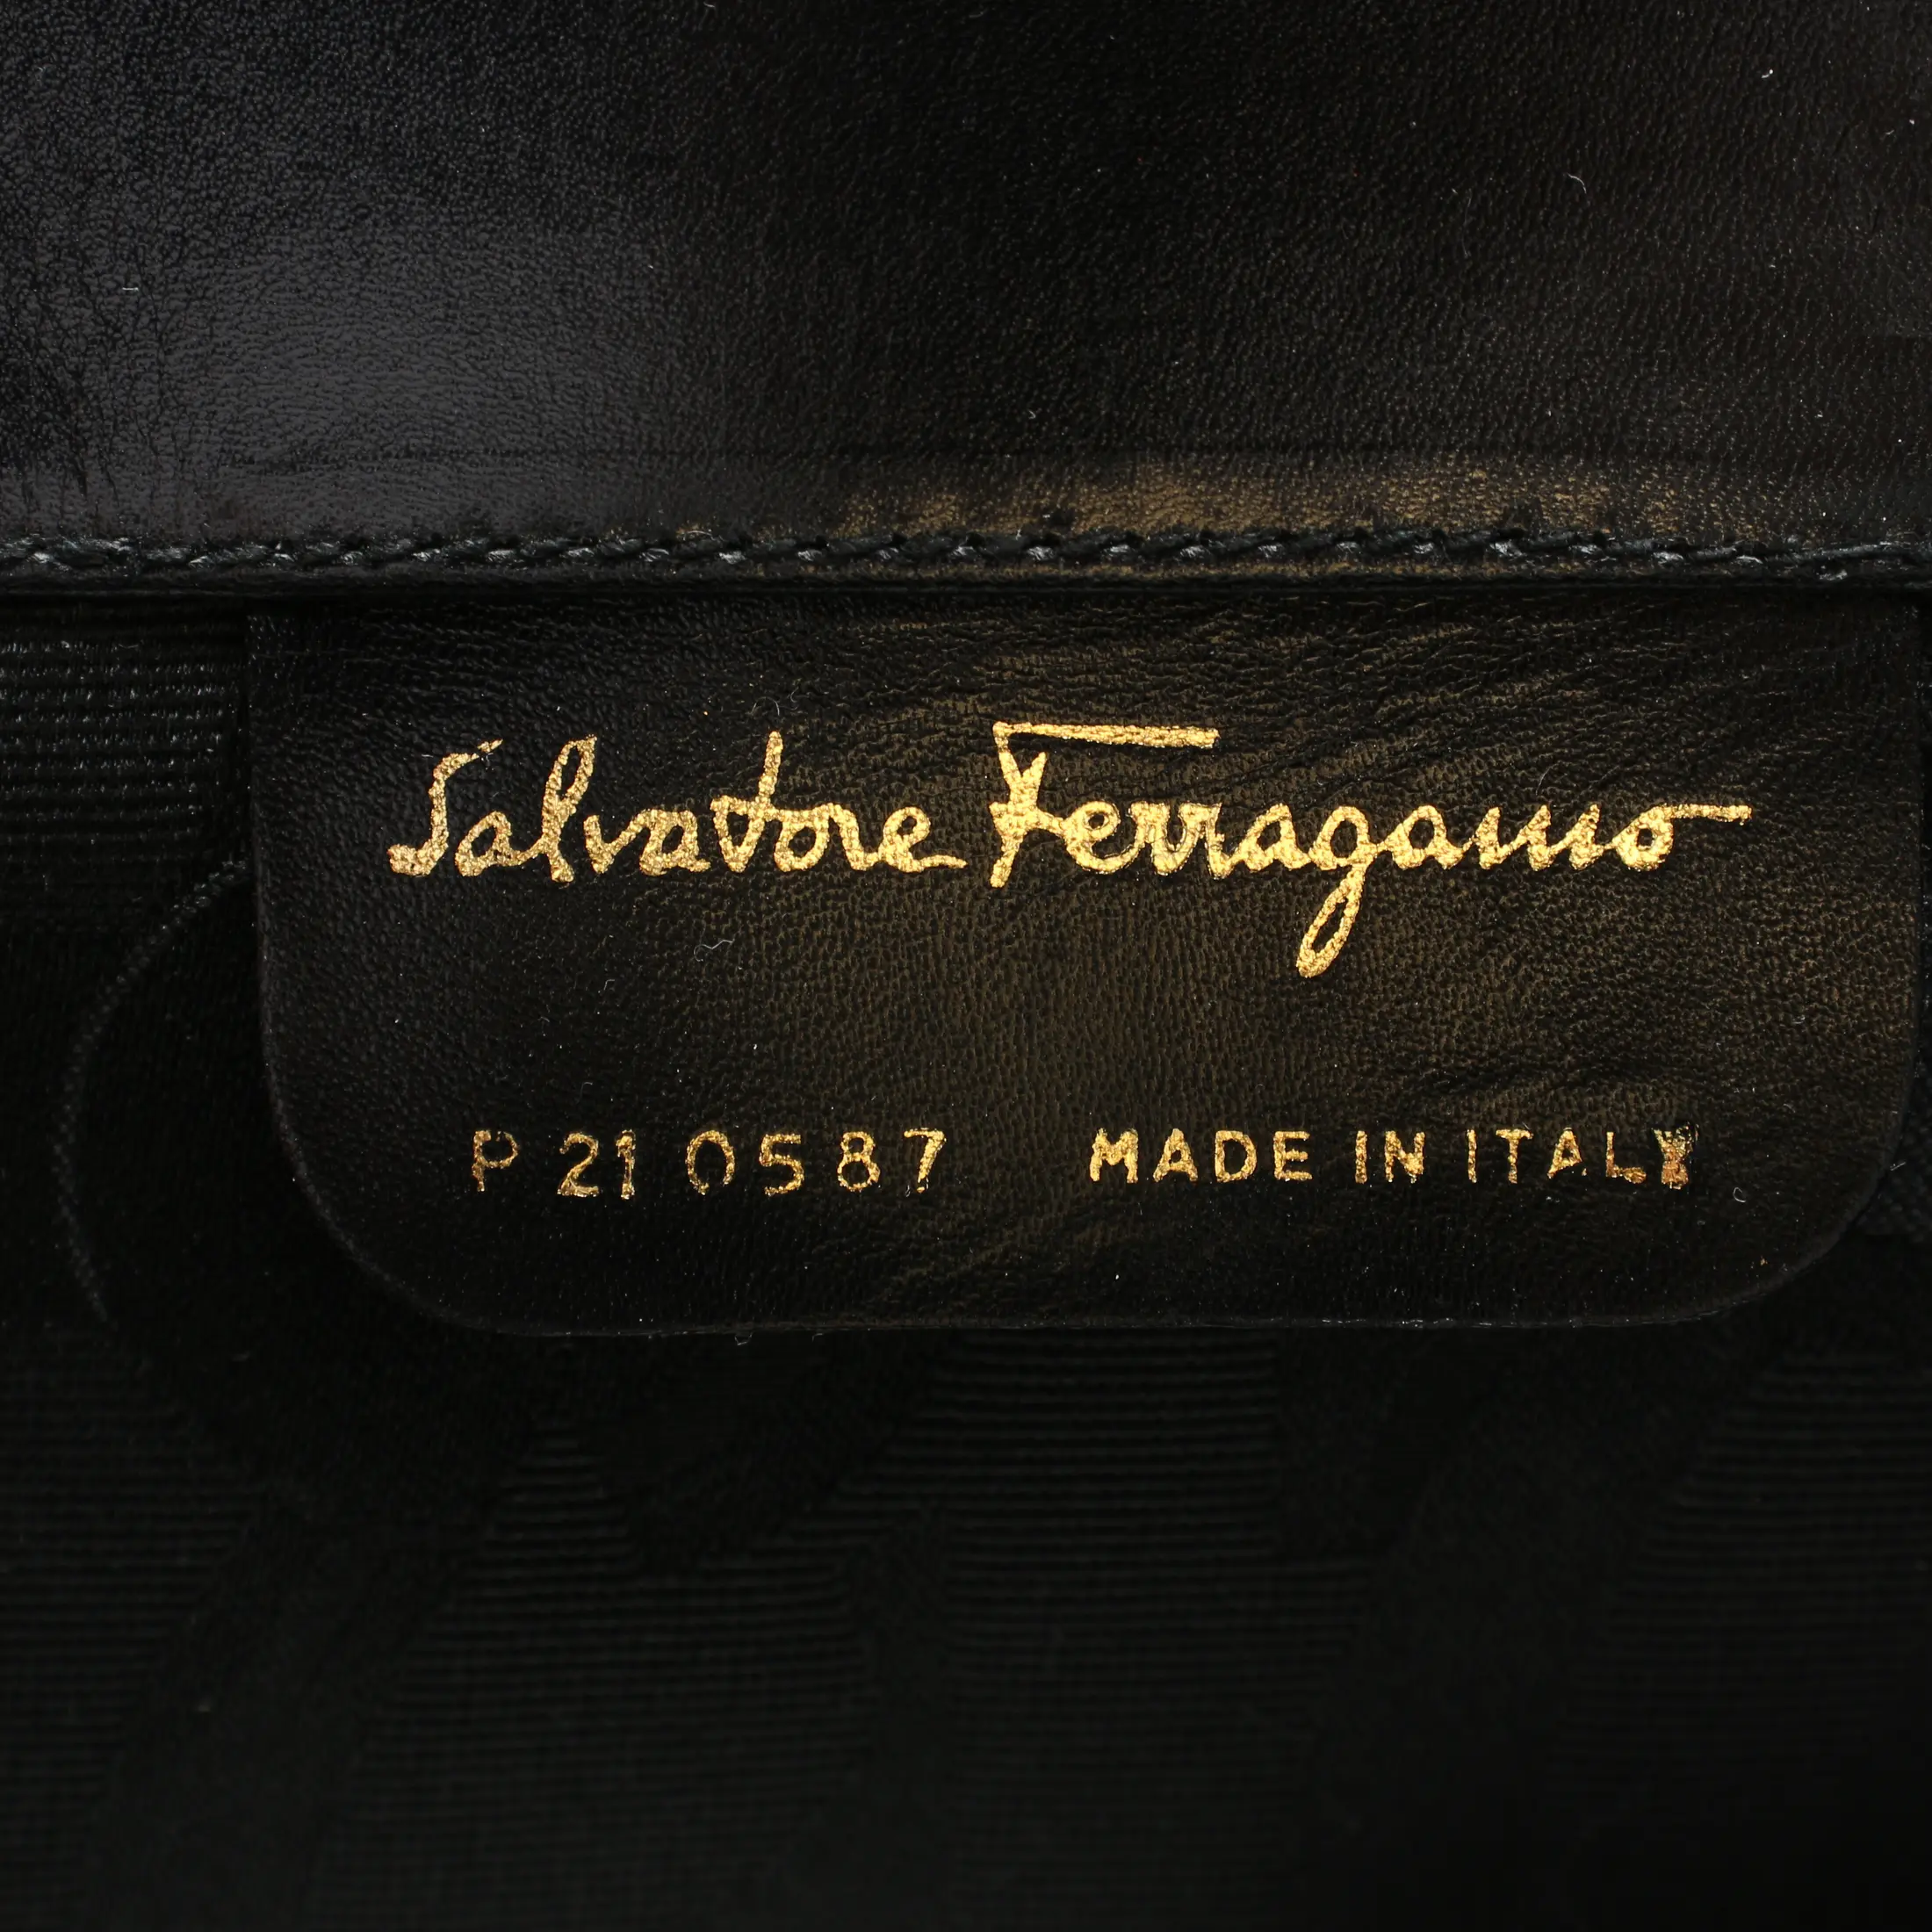 Salvatore Ferragamo
P 21 0587 MADE IN ITALY